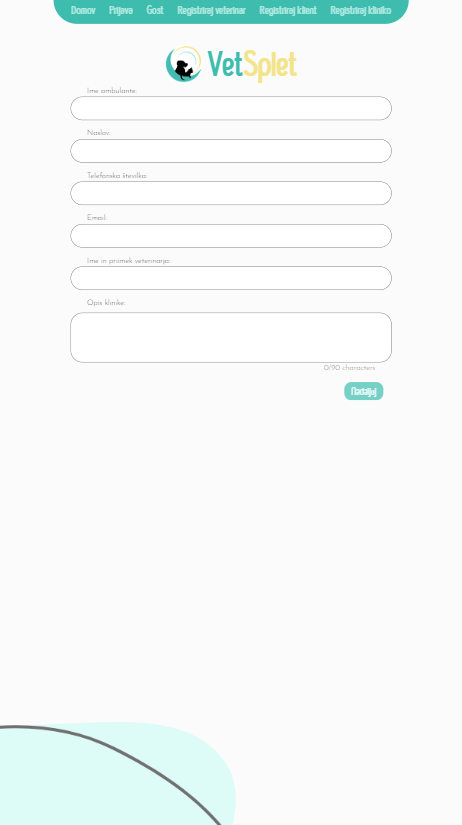 Domov Prijava Gost Registriraj veterinar Registriraj klient Registriraj kliniko
VetSplet
Ime ambulante:
Naslov:
Telefonska številka:
Email:
Ime in priimek veterinarja:
Opis klinike:
0/90 characters
Nadaljuj